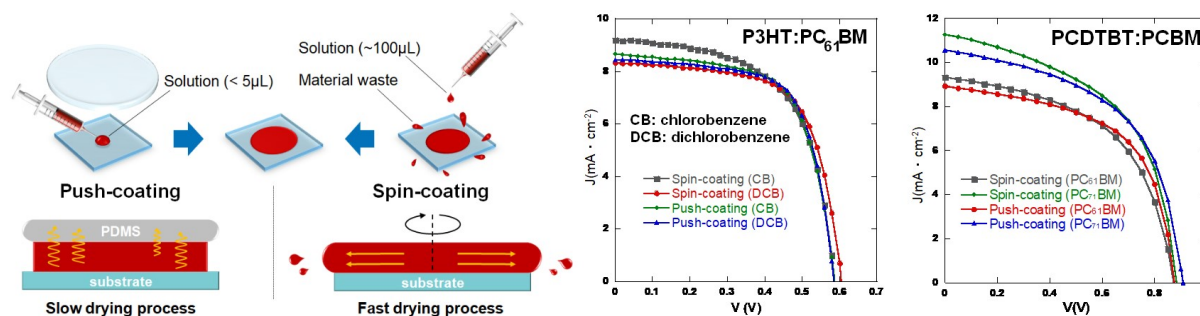 Solution (~100µL)
Solution (< 5µL)
Material waste
Push-coating
Spin-coating
PDMS
substrate
Slow drying process
substrate
Fast drying process
P3HT:PC61BM
CB: chlorobenzene
DCB: dichlorobenzene
Spin-coating (CB)
Spin-coating (DCB)
Push-coating (CB)
Push-coating (DCB)
J(mA · cm-2)
10
8
6
4
2
0
0 0.1 0.2 0.3 0.4 0.5 0.6 0.7
V (V)
PCDTBT:PCBM
Spin-coating (PC61BM)
Spin-coating (PC71BM)
Push-coating (PC61BM)
Push-coating (PC71BM)
J(mA · cm-2)
12
10
8
6
4
2
0
0 0.2 0.4 0.6 0.8
V(V)